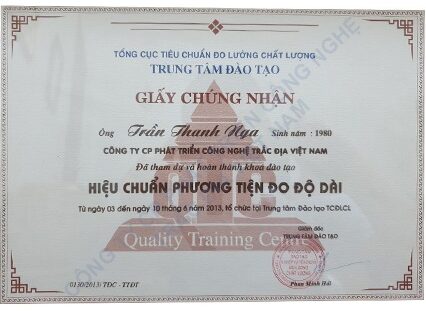 TỔNG CỤC TIÊU CHUẨN ĐO LƯỜNG CHẤT LƯỢNG
TRUNG TÂM ĐÀO TẠO
GIẤY CHỨNG NHẬN
Ông Trần Thanh Nga Sinh năm : 1980
CÔNG TY CP PHÁT TRIỂN CÔNG NGHỆ TRẮC ĐỊA VIỆT NAM
Đã tham dự và hoàn thành khoá đào tạo
HIỆU CHUẨN PHƯƠNG TIỆN ĐO ĐỘ DÀI
Từ ngày 03 đến ngày 10 tháng 6 năm 2013, tổ chức tại Trung tâm Đào tạo TCĐLCL
Quality Training Centre
Giám đốc
TRUNG TÂM ĐÀO TẠO
0130/2013/ TĐC - TTĐT
Phan Minh Hải